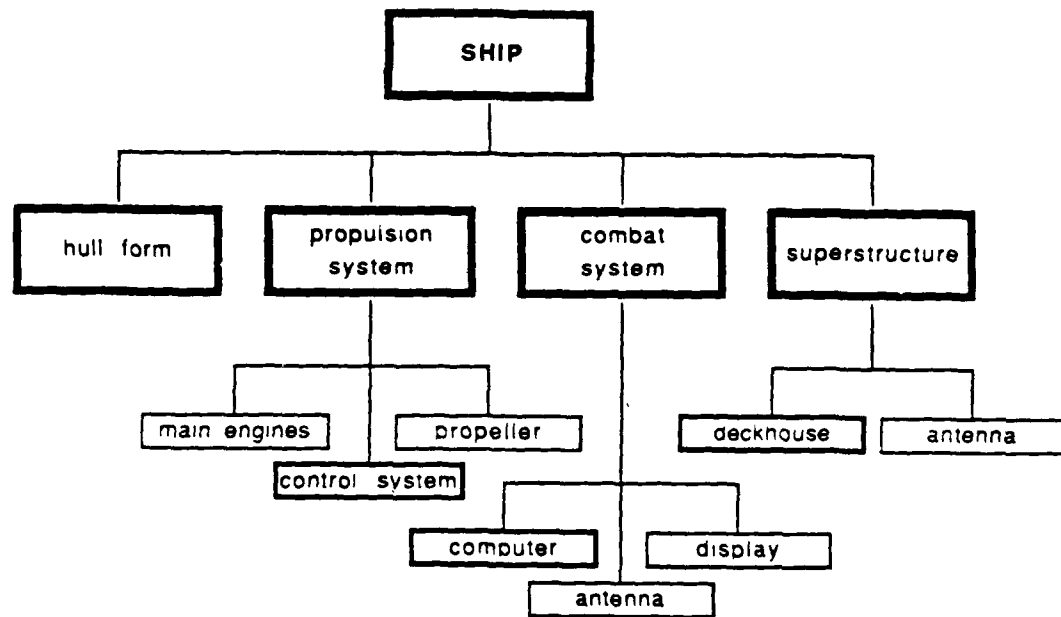 SHIP
hull form
propulsion
system
combat
system
superstructure
main engines
propeller
control system
deckhouse
antenna
computer
display
antenna